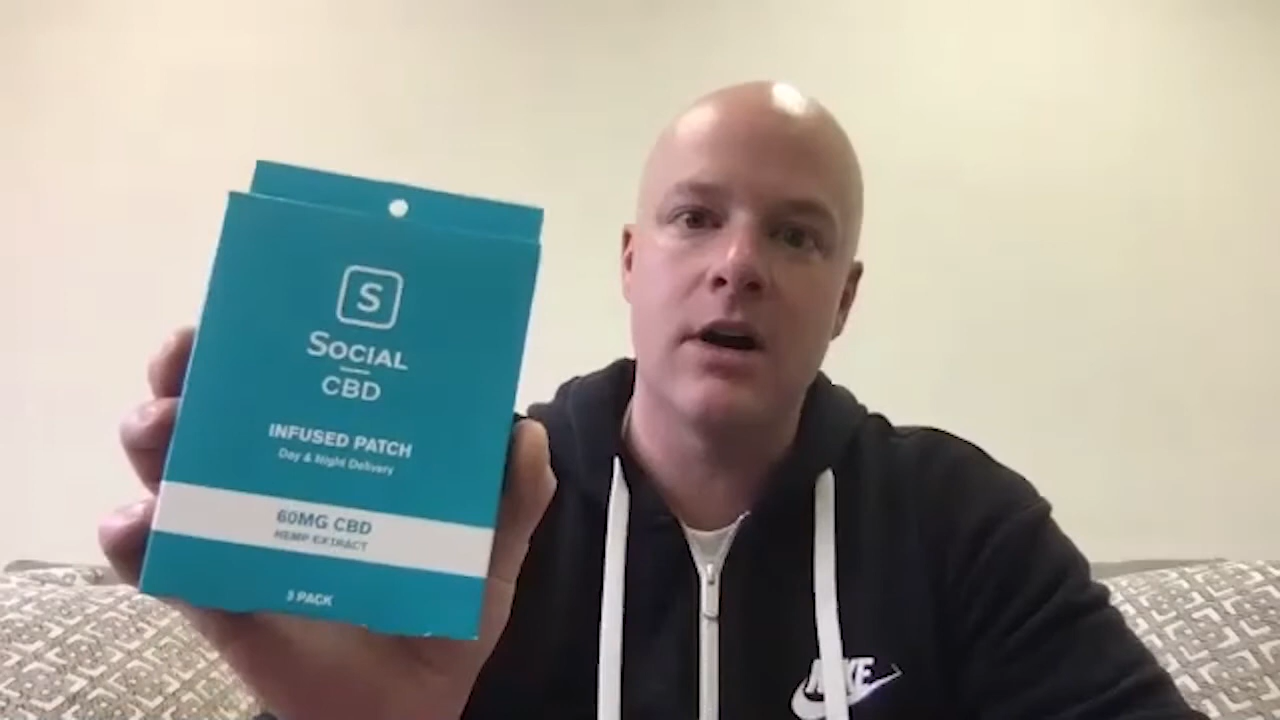 S
SOCIAL
CBD
INFUSED PATCH
Day & Night Delivery
60MG CBD
HEMP EXTRACT
3 PACK
NIKE